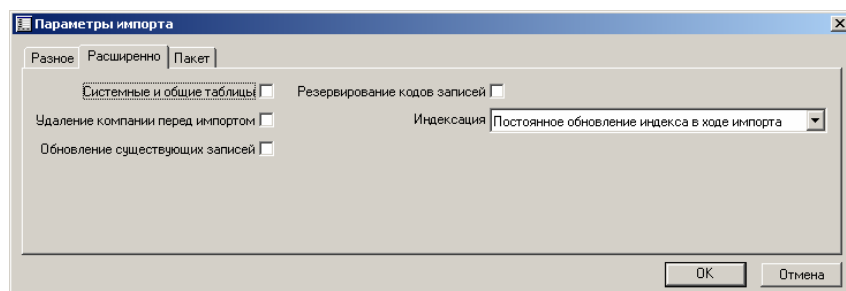 Параметры импорта
Разное Расширенно Пакет
Системные и общие таблицы Резервирование кодов записей
Удаление компании перед импортом Индексация Постоянное обновление индекса в ходе импорта
Обновление существующих записей
OK Отмена